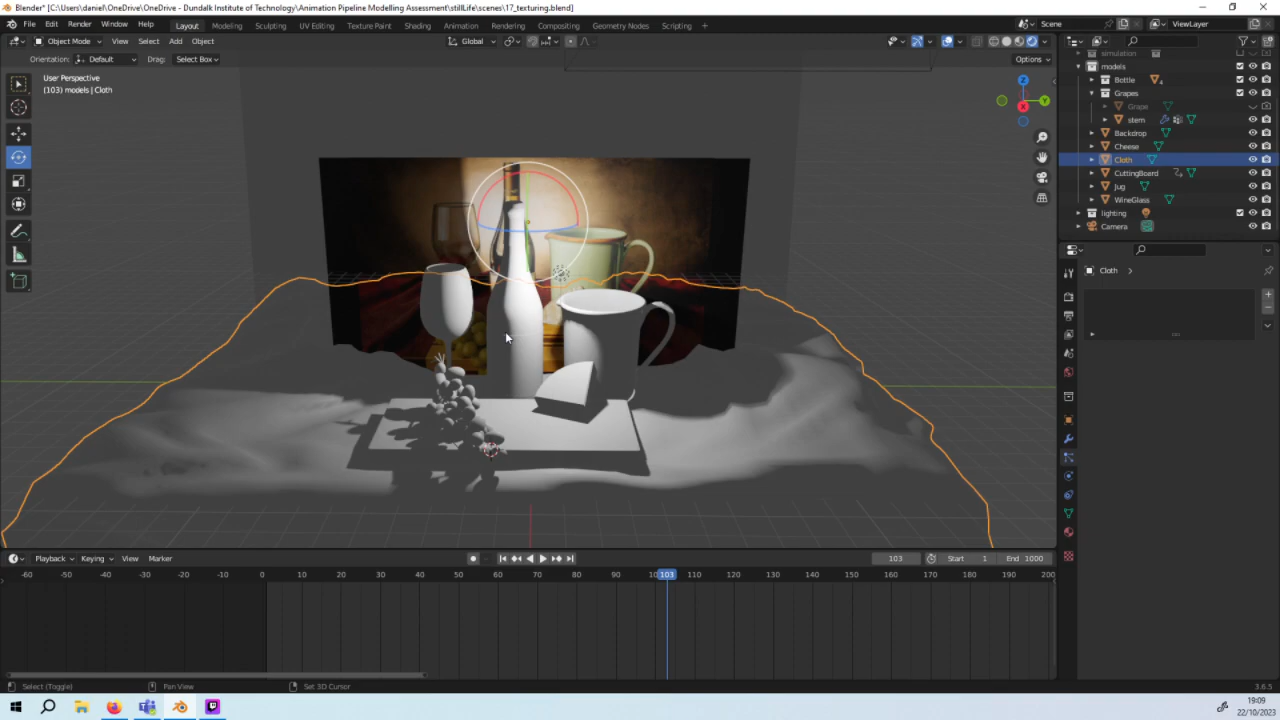 Blender* [C:\Users\daniel\OneDrive\OneDrive - Dundalk Institute of Technology\Animation Pipeline Modelling Assessment\stillLife\scenes\17_texturing.blend]
File Edit Render Window Help Layout Modeling Sculpting UV Editing Texture Paint Shading Animation Rendering Compositing Geometry Nodes Scripting + Scene ViewLayer
Object Mode View Select Add Object Global
Orientation: Default Drag: Select Box Options
User Perspective
(103) models | Cloth
Z
Y
X
simulation
models
Bottle 4
Grapes
Grape
stem
Backdrop
Cheese
Cloth
CuttingBoard
Jug
WineGlass
lighting
Camera
Cloth
Playback Keying View Marker 103 Start 1 End 1000
-60 -50 -40 -30 -20 -10 0 10 20 30 40 50 60 70 80 90 103 110 120 130 140 150 160 170 180 190 200
Select (Toggle) Pan View Set 3D Cursor 3.6.5
19:09
22/10/2023